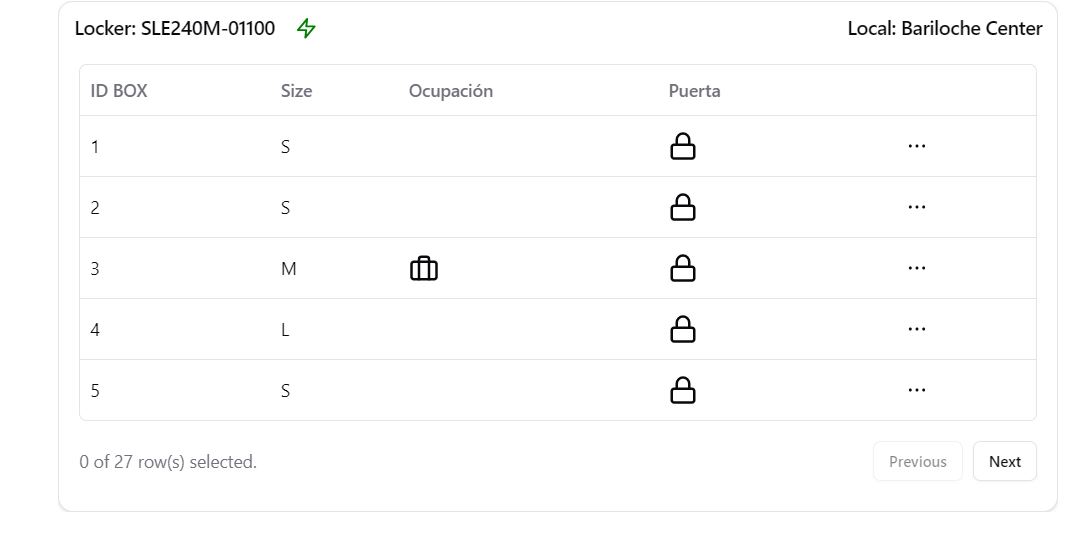 Locker: SLE240M-01100 Local: Bariloche Center
ID BOX Size Ocupación Puerta
1 S ...
2 S ...
3 M ...
4 L ...
5 S ...
0 of 27 row(s) selected. Previous Next